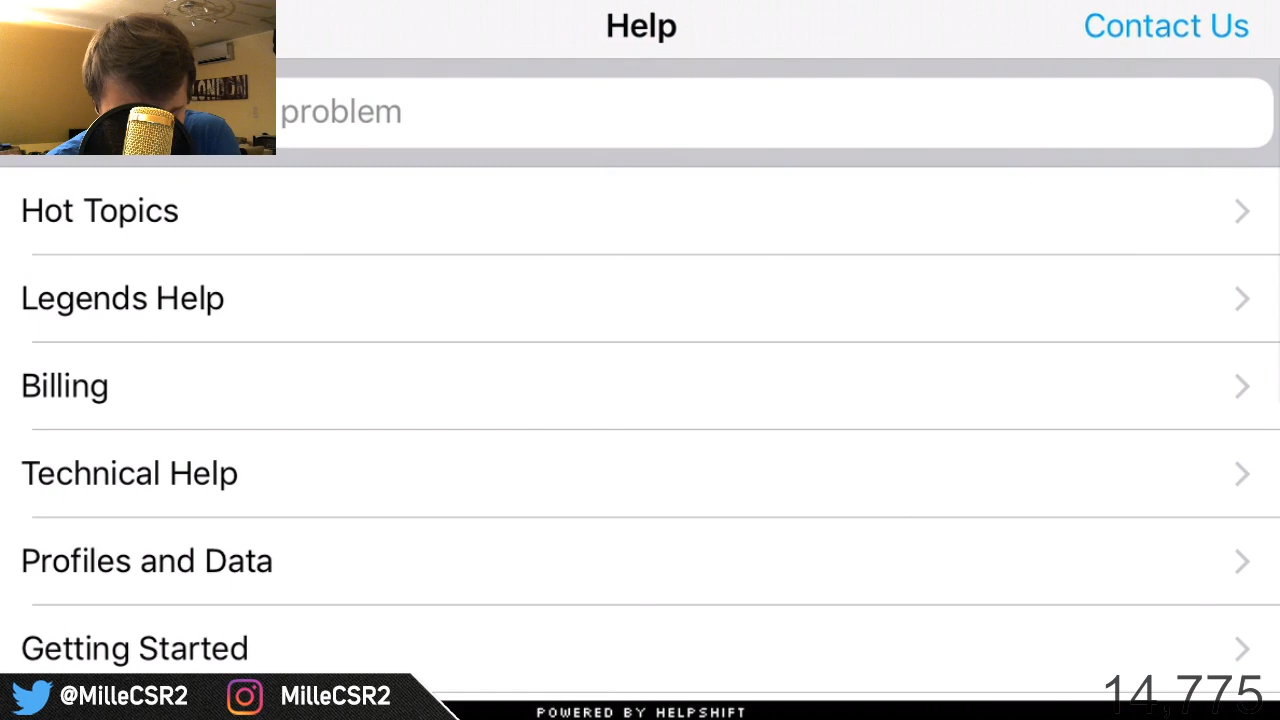 Help
Contact Us
problem
Hot Topics
Legends Help
Billing
Technical Help
Profiles and Data
Getting Started
@MilleCSR2
MilleCSR2
14,775
POWERED BY HELPSHIFT